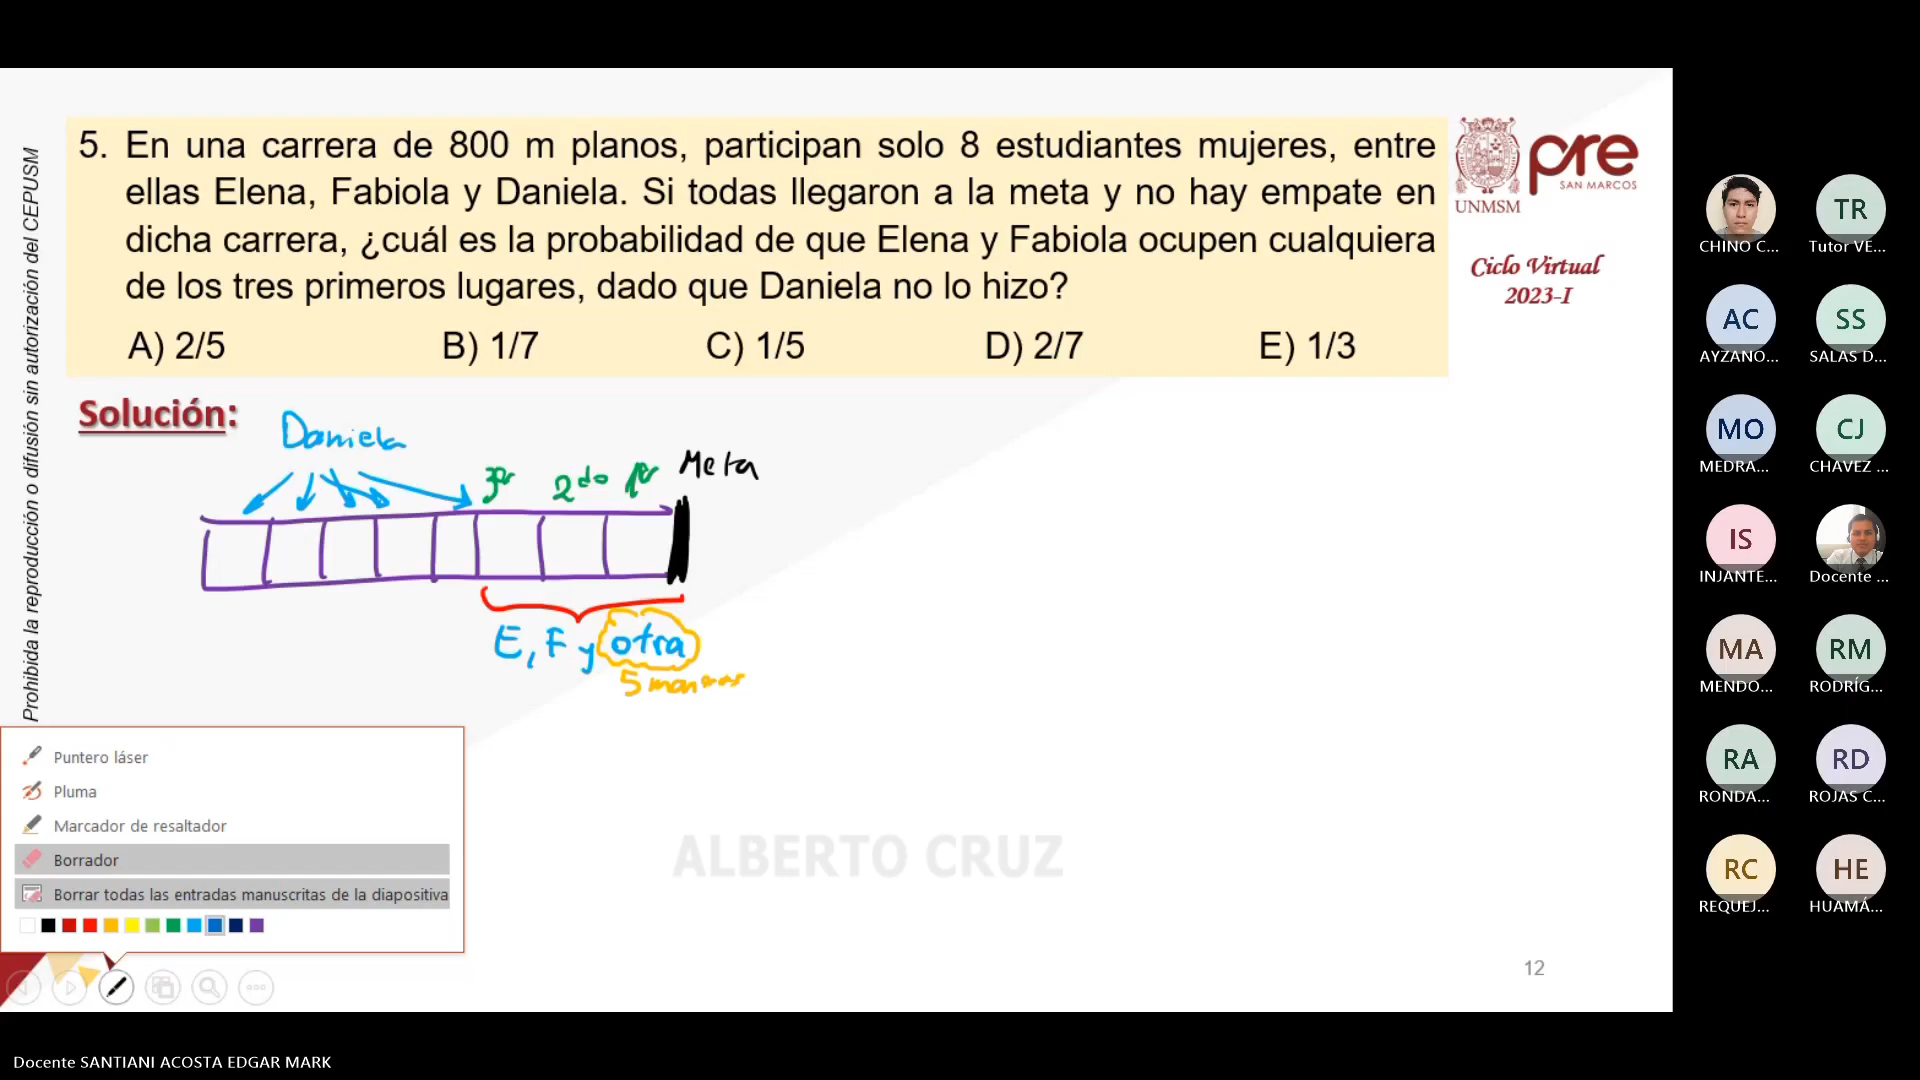 Prohibida la reproducción o difusión sin autorización del CEPUSM
5. En una carrera de 800 m planos, participan solo 8 estudiantes mujeres, entre
ellas Elena, Fabiola y Daniela. Si todas llegaron a la meta y no hay empate en
dicha carrera, ¿cuál es la probabilidad de que Elena y Fabiola ocupen cualquiera
de los tres primeros lugares, dado que Daniela no lo hizo?
A) 2/5 B) 1/7 C) 1/5 D) 2/7 E) 1/3
UNMSM
pre
SAN MARCOS
Ciclo Virtual
2023-I
Solución:
Daniela
3er 2do 1er Meta
E, F y otra
5 maneras
Puntero láser
Pluma
Marcador de resaltador
Borrador
Borrar todas las entradas manuscritas de la diapositiva
ALBERTO CRUZ
12
CHINO C...
TR
Tutor VE...
AC
AYZANO...
SS
SALAS D...
MO
MEDRA...
CJ
CHAVEZ ...
IS
INJANTE...
Docente ...
MA
MENDO...
RM
RODRÍG...
RA
RONDA...
RD
ROJAS C...
RC
REQUEJ...
HE
HUAMÁ...
Docente SANTIANI ACOSTA EDGAR MARK